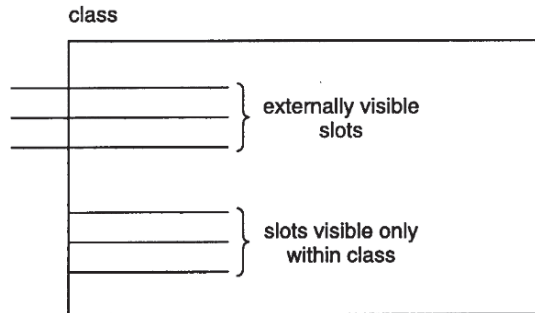 class
externally visible
slots
slots visible only
within class